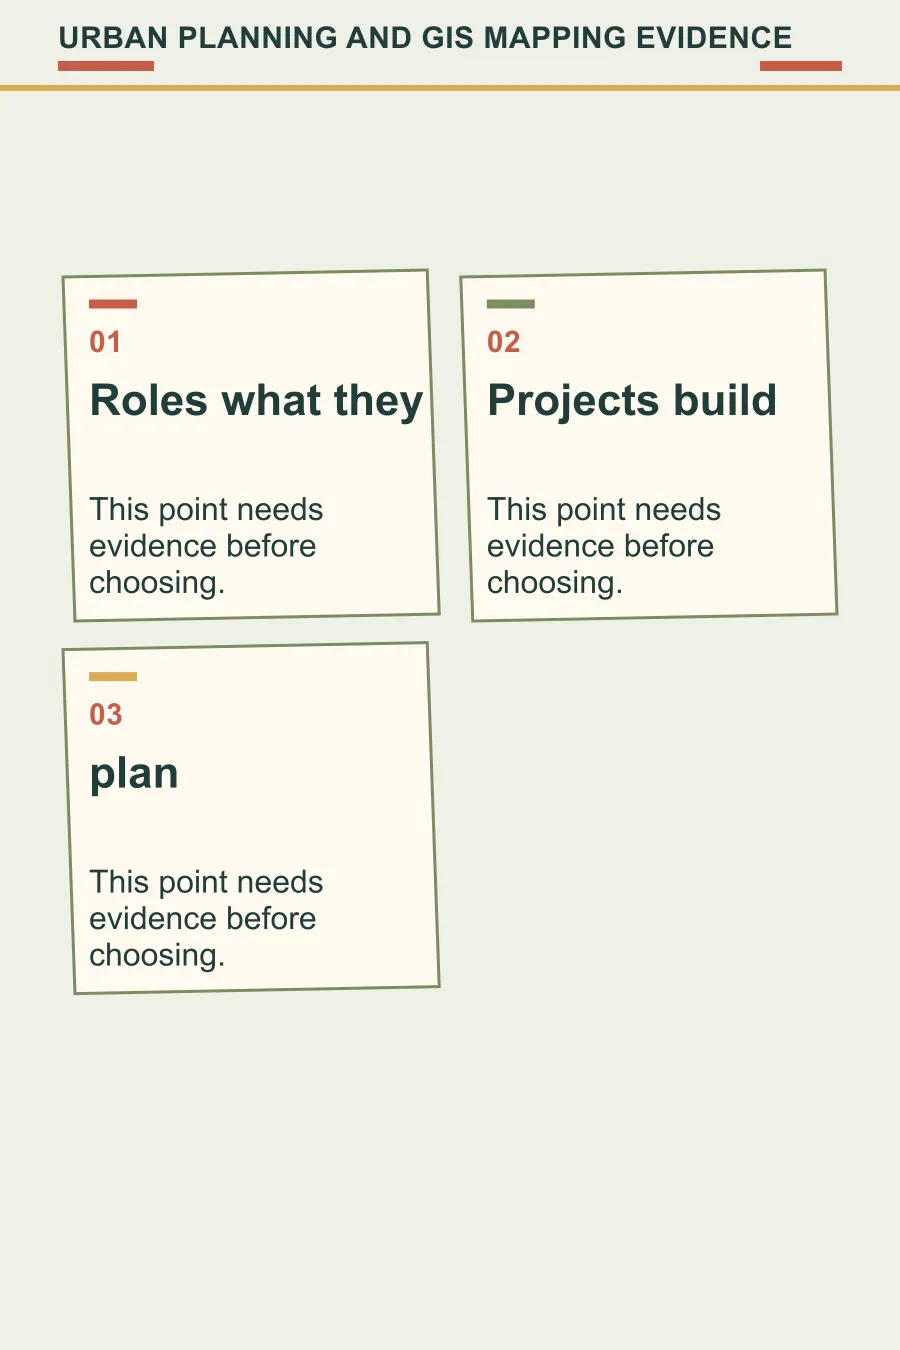 URBAN PLANNING AND GIS MAPPING EVIDENCE
01
Roles what they
This point needs
evidence before
choosing.
02
Projects build
This point needs
evidence before
choosing.
03
plan
This point needs
evidence before
choosing.